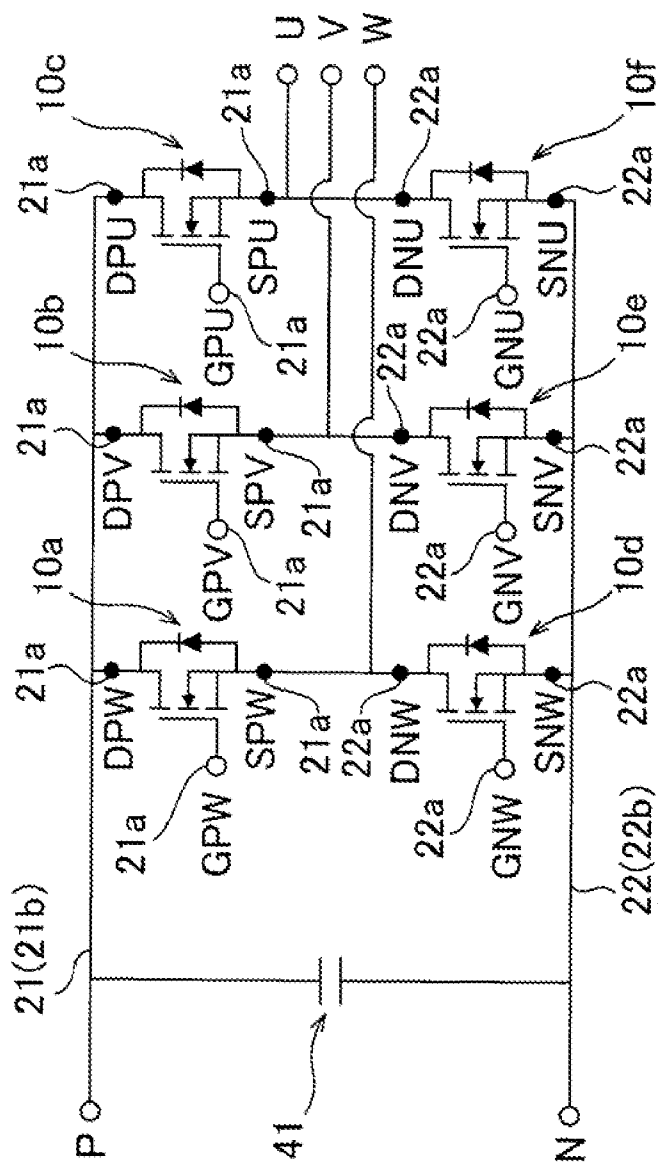 P
21(21b)
41
N
22(22b)
10a
21a
DPW
21a
GPW
SPW
21a
22a
DNW
22a
GNW
SNW
22a
10d
10b
21a
DPV
GPV
21a
SPV
21a
22a
DNV
22a
GNV
SNV
22a
10e
10c
21a
DPU
GPU
21a
SPU
21a
22a
DNU
22a
GNU
SNU
22a
10f
U
V
W